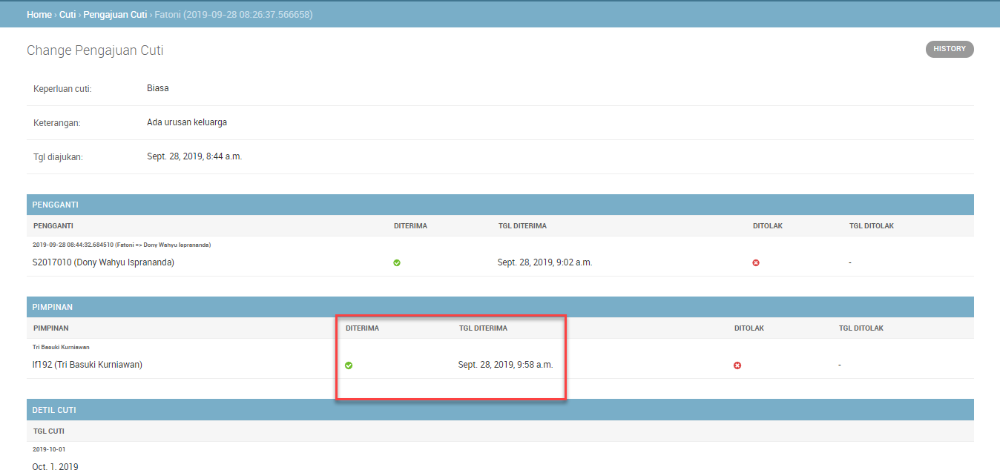 Home › Cuti › Pengajuan Cuti › Fatoni (2019-09-28 08:26:37.566658)
Change Pengajuan Cuti
HISTORY
Keperluan cuti: Biasa
Keterangan: Ada urusan keluarga
Tgl diajukan: Sept. 28, 2019, 8:44 a.m.
PENGGANTI
PENGGANTI DITERIMA TGL DITERIMA DITOLAK TGL DITOLAK
2019-09-28 08:44:32.684510 (Fatoni => Dony Wahyu Isprananda)
S2017010 (Dony Wahyu Isprananda) Sept. 28, 2019, 9:02 a.m. -
PIMPINAN
PIMPINAN DITERIMA TGL DITERIMA DITOLAK TGL DITOLAK
Tri Basuki Kurniawan
If192 (Tri Basuki Kurniawan) Sept. 28, 2019, 9:58 a.m. -
DETIL CUTI
TGL CUTI
2019-10-01
Oct. 1, 2019